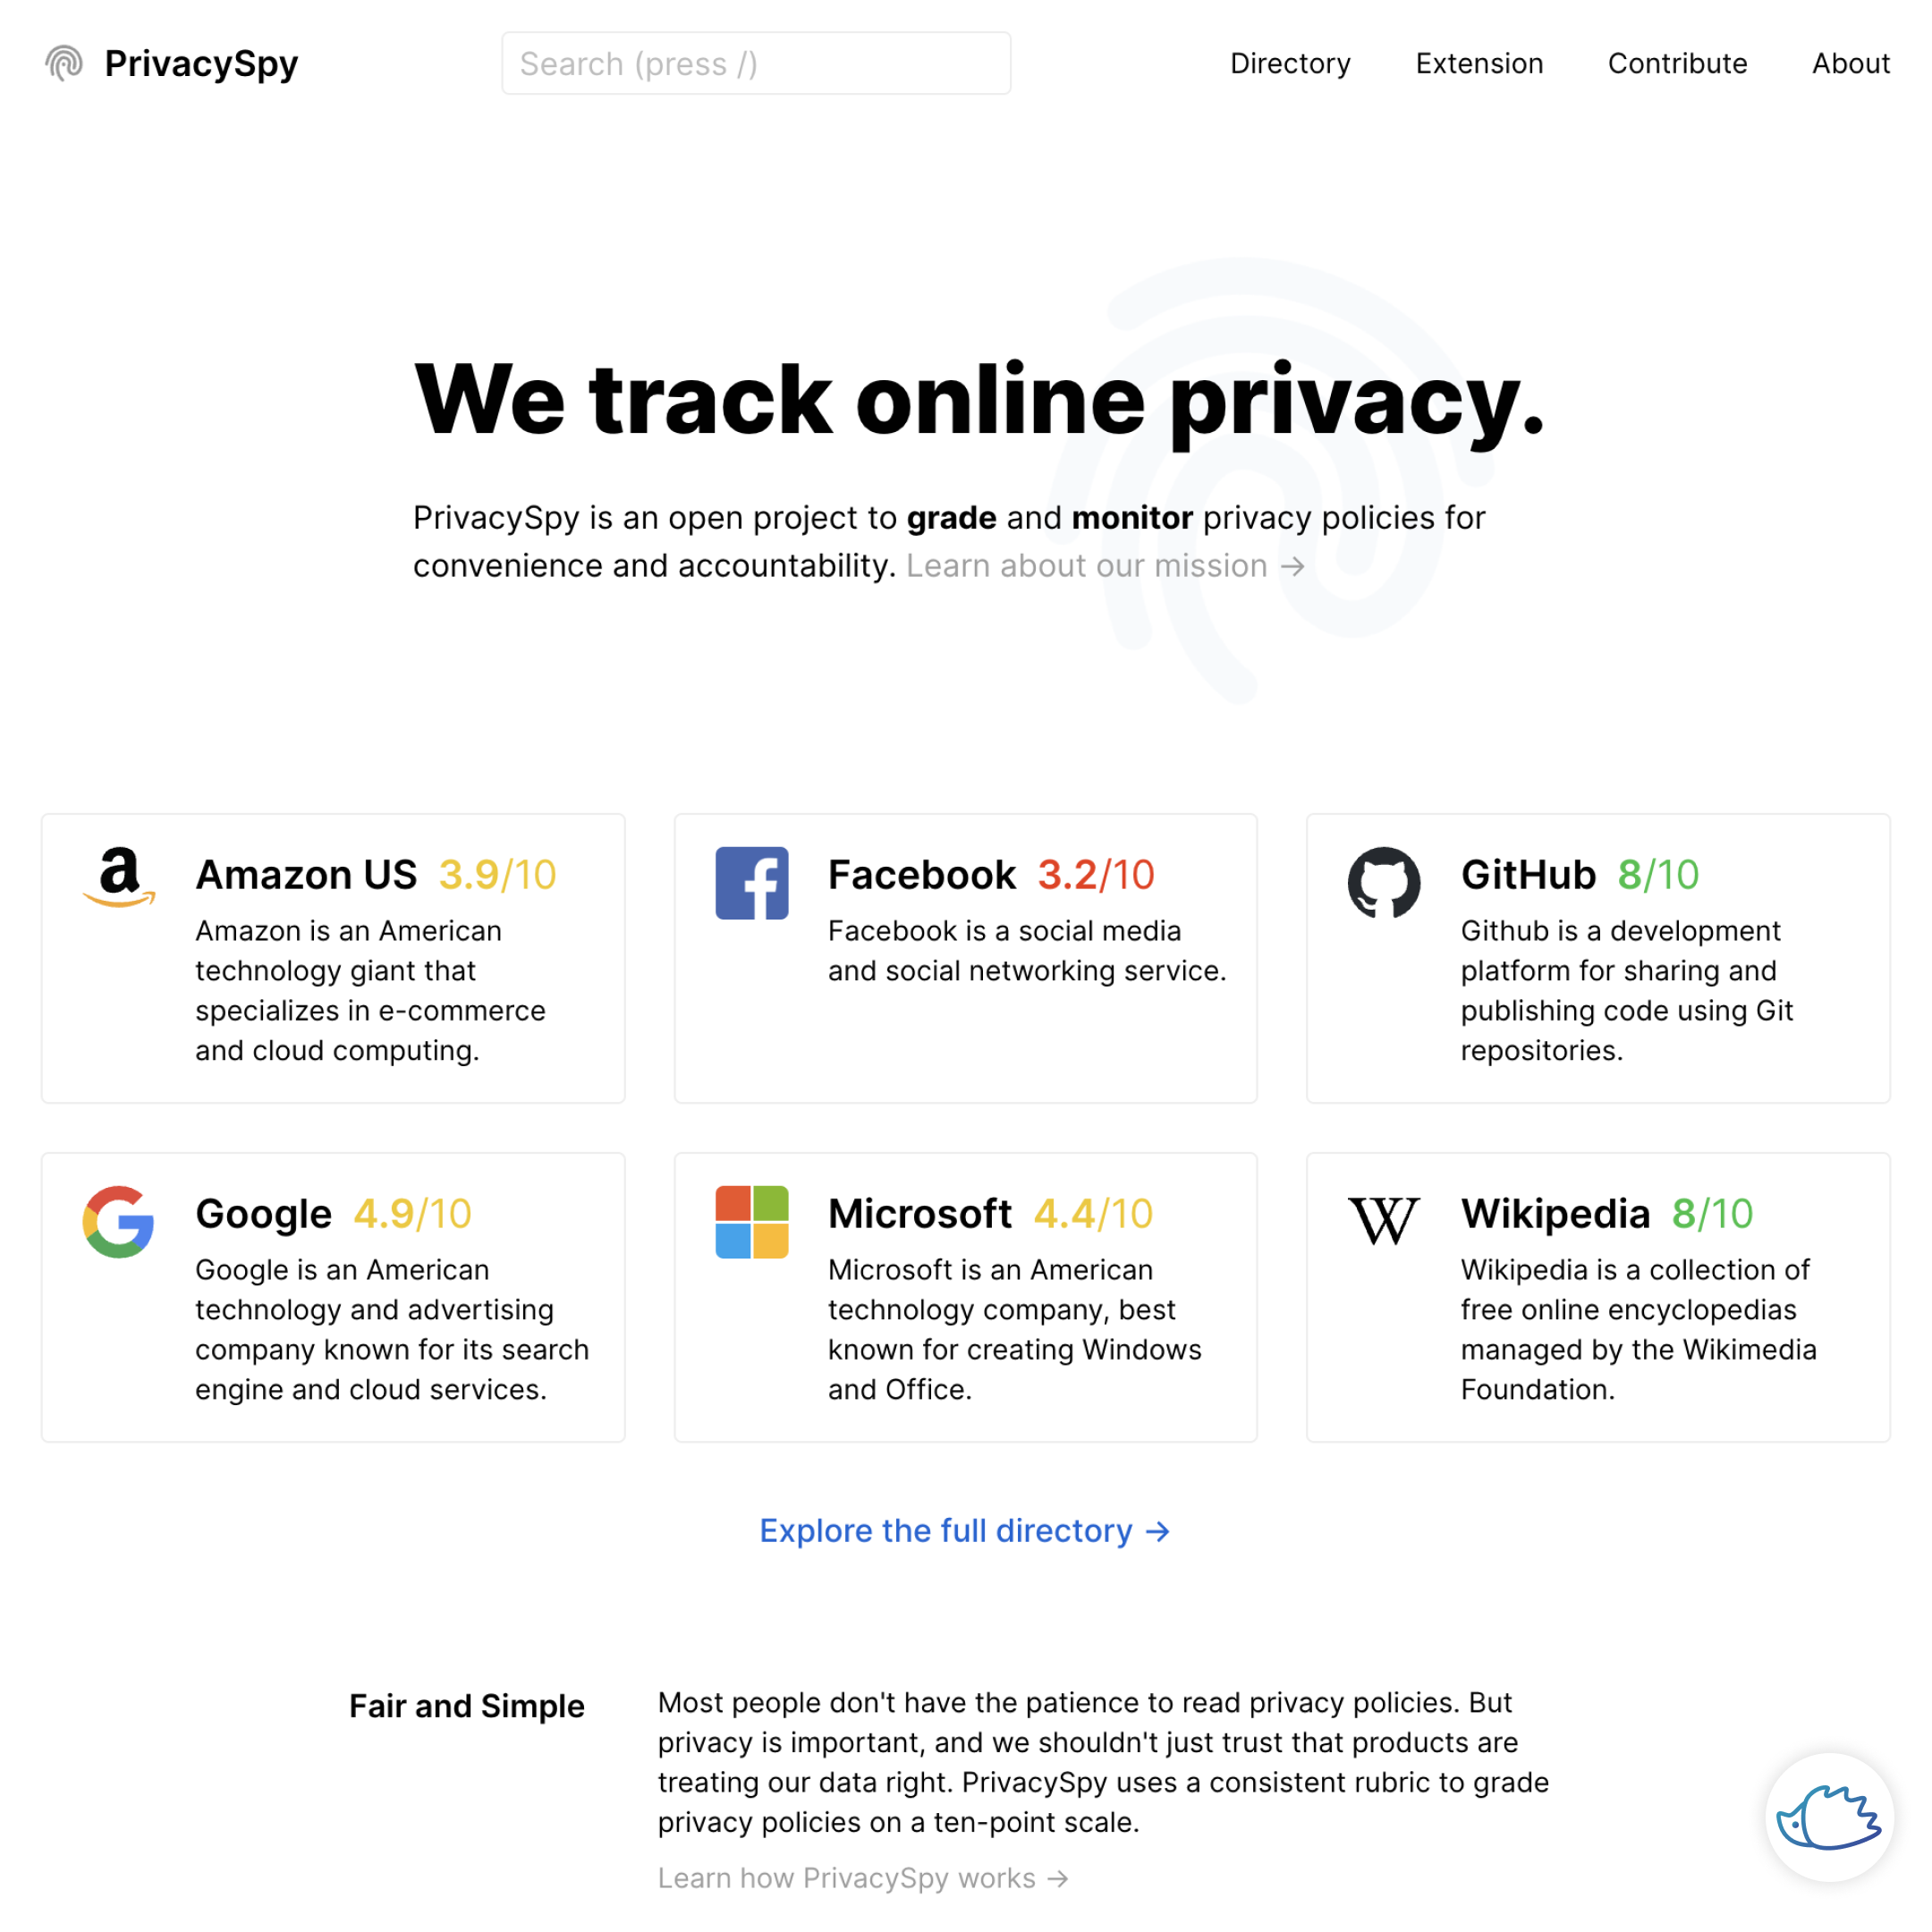 PrivacySpy
Search (press /)
Directory
Extension
Contribute
About
We track online privacy.
PrivacySpy is an open project to grade and monitor privacy policies for
convenience and accountability. Learn about our mission →
Amazon US 3.9/10
Amazon is an American
technology giant that
specializes in e-commerce
and cloud computing.
Facebook 3.2/10
Facebook is a social media
and social networking service.
GitHub 8/10
Github is a development
platform for sharing and
publishing code using Git
repositories.
Google 4.9/10
Google is an American
technology and advertising
company known for its search
engine and cloud services.
Microsoft 4.4/10
Microsoft is an American
technology company, best
known for creating Windows
and Office.
Wikipedia 8/10
Wikipedia is a collection of
free online encyclopedias
managed by the Wikimedia
Foundation.
Explore the full directory →
Fair and Simple
Most people don't have the patience to read privacy policies. But
privacy is important, and we shouldn't just trust that products are
treating our data right. PrivacySpy uses a consistent rubric to grade
privacy policies on a ten-point scale.
Learn how PrivacySpy works →